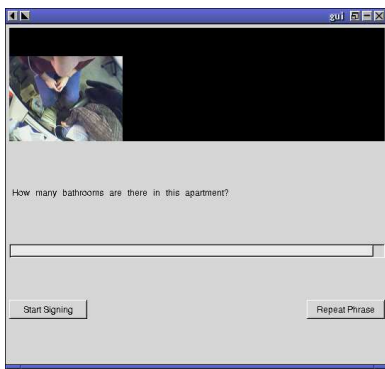 gui
How many bathrooms are there in this apartment?
Start Signing
Repeat Phrase